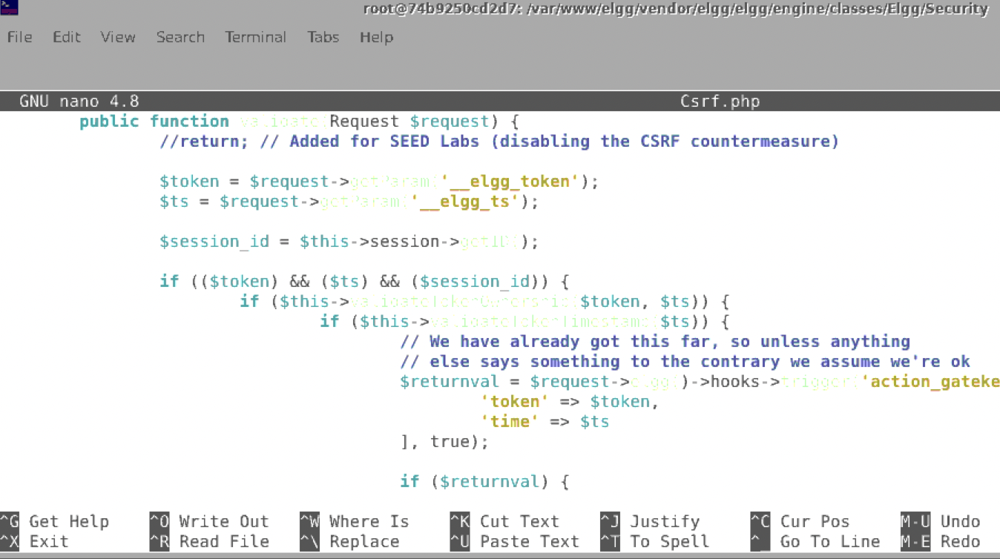 root@74b9250cd2d7: /var/www/elgg/vendor/elgg/elgg/engine/classes/Elgg/Security
File Edit View Search Terminal Tabs Help
GNU nano 4.8 Csrf.php
public function validate(Request $request) {
//return; // Added for SEED Labs (disabling the CSRF countermeasure)
$token = $request->getParam('__elgg_token');
$ts = $request->getParam('__elgg_ts');
$session_id = $this->session->getID();
if (($token) && ($ts) && ($session_id)) {
if ($this->validateTokenOwnership($token, $ts)) {
if ($this->validateTokenTimestamp($ts)) {
// We have already got this far, so unless anything
// else says something to the contrary we assume we're ok
$returnval = $request->elgg()->hooks->trigger('action_gateke
'token' => $token,
'time' => $ts
], true);
if ($returnval) {
^G Get Help ^O Write Out ^W Where Is ^K Cut Text ^J Justify ^C Cur Pos M-U Undo
^X Exit ^R Read File ^\ Replace ^U Paste Text ^T To Spell ^_ Go To Line M-E Redo